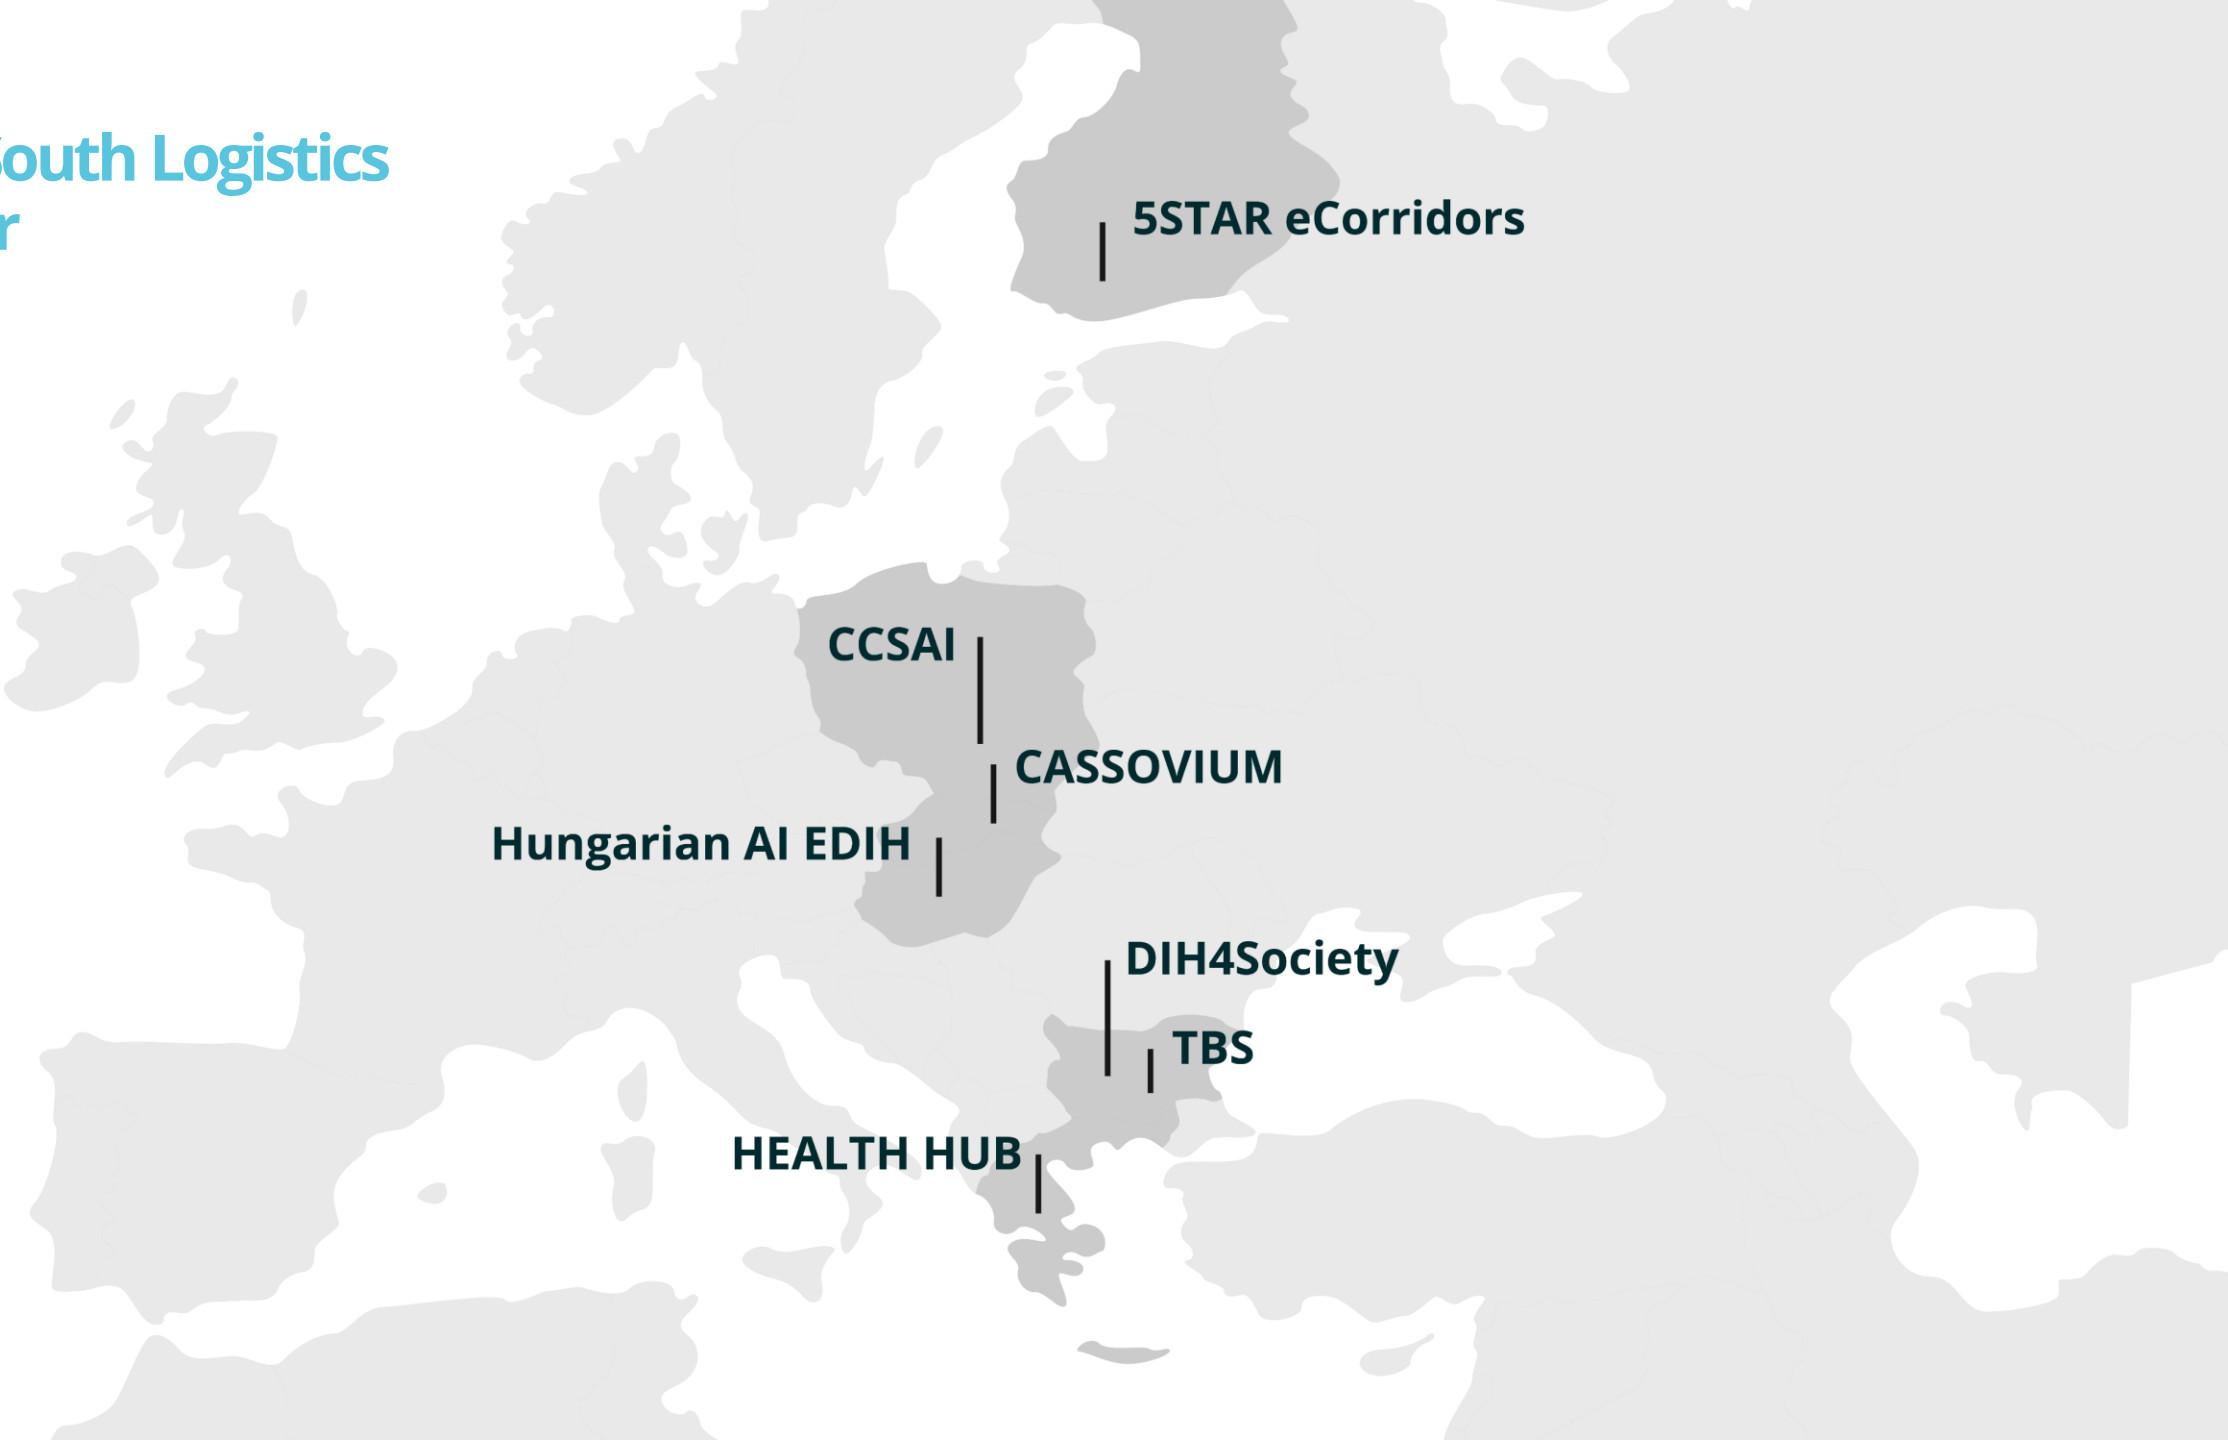 outh Logistics
r
5STAR eCorridors
CCSAI
CASSOVIUM
Hungarian AI EDIH
DIH4Society
TBS
HEALTH HUB